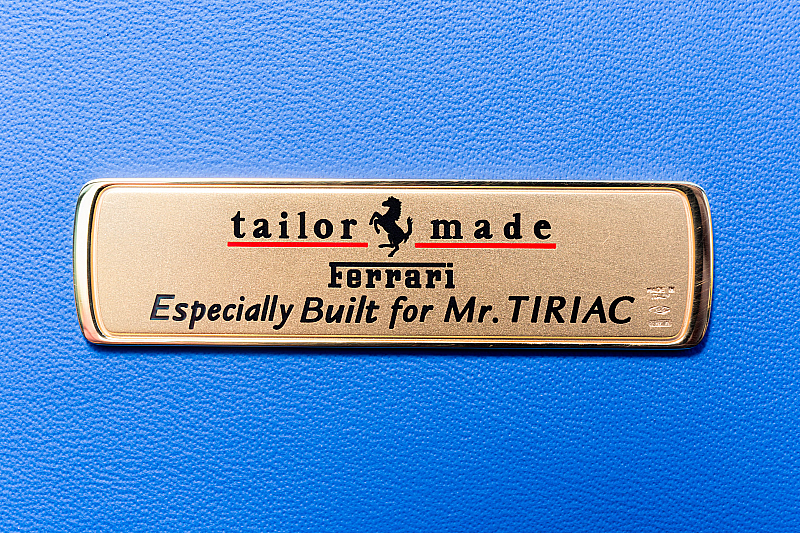 tailor made
Ferrari
Especially Built for Mr. TIRIAC